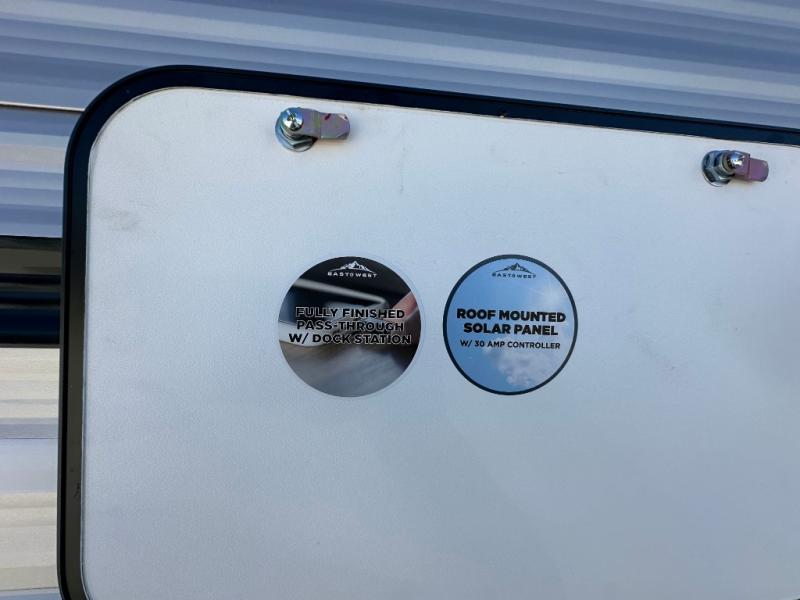 EAST TO WEST
FULLY FINISHED
PASS-THROUGH
W/ DOCK STATION
EAST TO WEST
ROOF MOUNTED
SOLAR PANEL
W/ 30 AMP CONTROLLER